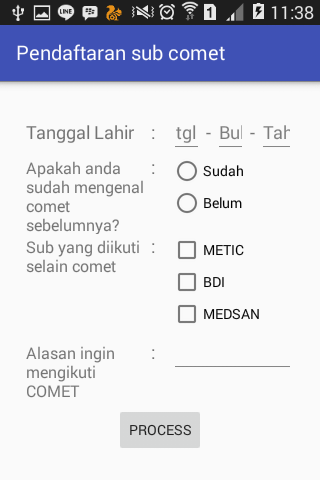 11:38
Pendaftaran sub comet
Tanggal Lahir : tgl - Bul - Tah
Apakah anda : Sudah
sudah mengenal
comet Belum
sebelumnya?
Sub yang diikuti : METIC
selain comet
BDI
MEDSAN
Alasan ingin :
mengikuti
COMET
PROCESS